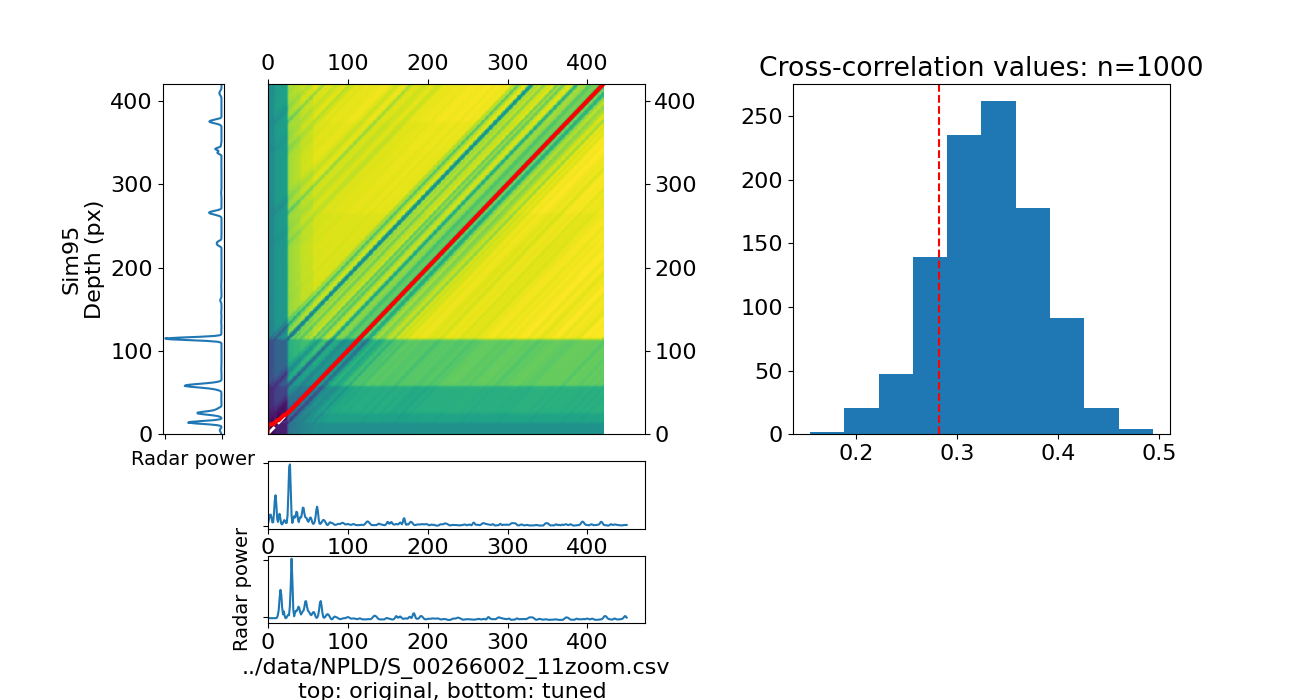 0 100 200 300 400
Cross-correlation values: n=1000
400
300
200
100
0
Sim95
Depth (px)
400
300
200
100
0
250
200
150
100
50
0
0.2 0.3 0.4 0.5
Radar power
0 100 200 300 400
Radar power
0 100 200 300 400
../data/NPLD/S_00266002_11zoom.csv
top: original, bottom: tuned